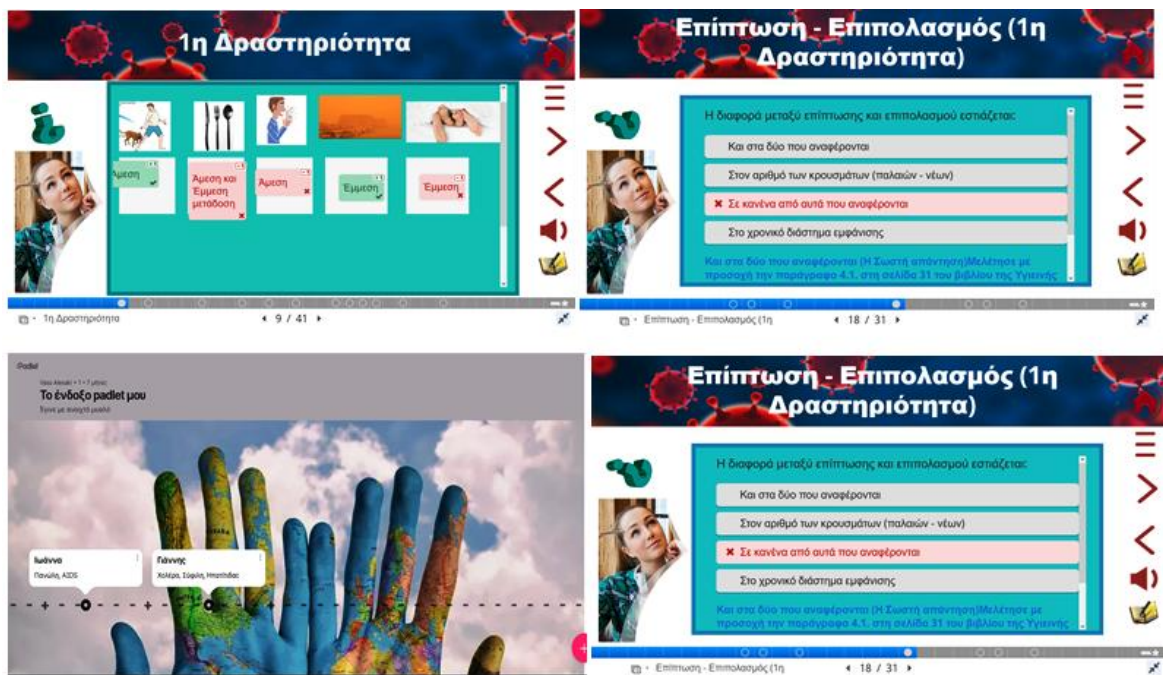 1η Δραστηριότητα
Άμεση
Άμεση και
Έμμεση
μετάδοση
Άμεση
Έμμεση
Έμμεση
1η Δραστηριότητα
9 / 41
Επίπτωση - Επιπολασμός (1η
Δραστηριότητα)
Η διαφορά μεταξύ επίπτωσης και επιπολασμού εστιάζεται:
Και στα δύο που αναφέρονται
Στον αριθμό των κρουσμάτων (παλαιών - νέων)
Σε κανένα από αυτά που αναφέρονται
Στο χρονικό διάστημα εμφάνισης
Και στα δύο που αναφέρονται (Η Σωστή απάντηση)Μελέτησε με
προσοχή την παράγραφο 4.1. στη σελίδα 31 του βιβλίου της Υγιεινής
Επίπτωση - Επιπολασμός (1η
18 / 31
Padlet
Το ένδοξο padlet μου
Έγινε με ανοιχτό μυαλό
Ιωάννα
Πανώλη, AIDS
Γιάννης
Χολέρα, Σύφιλη, Ηπατίτιδας
Επίπτωση - Επιπολασμός (1η
Δραστηριότητα)
Η διαφορά μεταξύ επίπτωσης και επιπολασμού εστιάζεται:
Και στα δύο που αναφέρονται
Στον αριθμό των κρουσμάτων (παλαιών - νέων)
Σε κανένα από αυτά που αναφέρονται
Στο χρονικό διάστημα εμφάνισης
Και στα δύο που αναφέρονται (Η Σωστή απάντηση)Μελέτησε με
προσοχή την παράγραφο 4.1. στη σελίδα 31 του βιβλίου της Υγιεινής
Επίπτωση - Επιπολασμός (1η
18 / 31